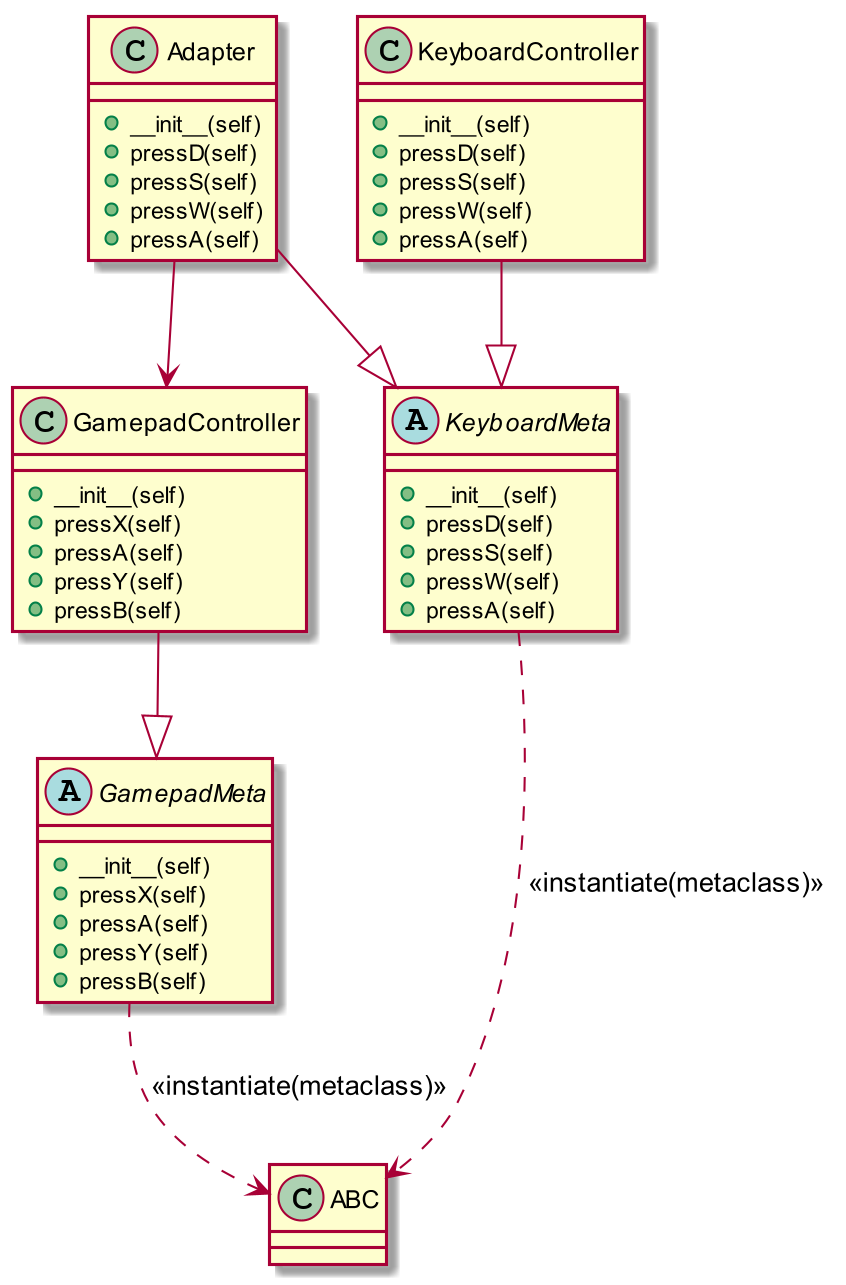 C Adapter
__init__(self)
pressD(self)
pressS(self)
pressW(self)
pressA(self)
C KeyboardController
__init__(self)
pressD(self)
pressS(self)
pressW(self)
pressA(self)
C GamepadController
__init__(self)
pressX(self)
pressA(self)
pressY(self)
pressB(self)
A KeyboardMeta
__init__(self)
pressD(self)
pressS(self)
pressW(self)
pressA(self)
A GamepadMeta
__init__(self)
pressX(self)
pressA(self)
pressY(self)
pressB(self)
«instantiate(metaclass)»
«instantiate(metaclass)»
C ABC